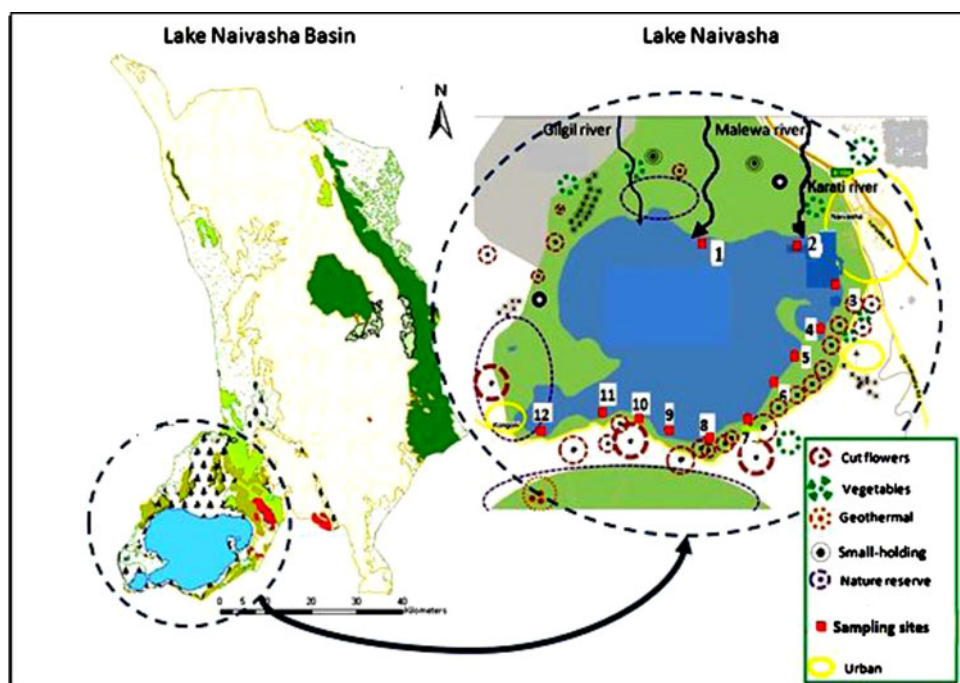 Lake Naivasha Basin
Lake Naivasha
N
Gilgil river
Malewa river
Karati river
Naivasha
1
2
3
4
5
6
7
8
9
10
11
12
0 5 10 20 30 40
Kilometers
Cut flowers
Vegetables
Geothermal
Small-holding
Nature reserve
Sampling sites
Urban